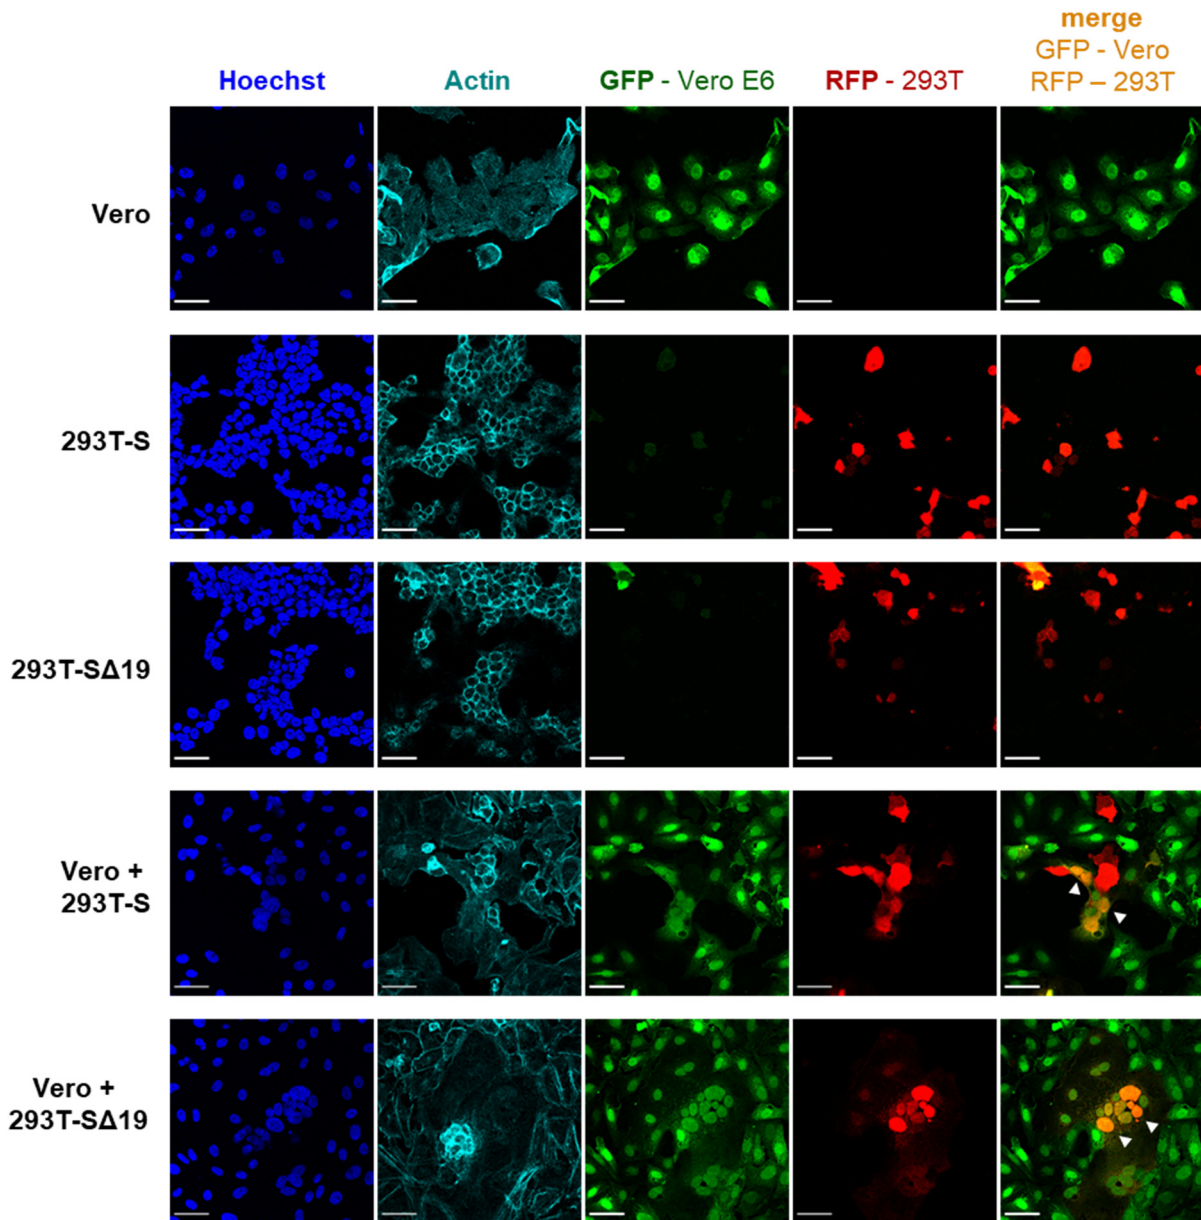 merge
GFP - Vero
RFP – 293T
Hoechst
Actin
GFP - Vero E6
RFP - 293T
Vero
293T-S
293T-SΔ19
Vero +
293T-S
Vero +
293T-SΔ19